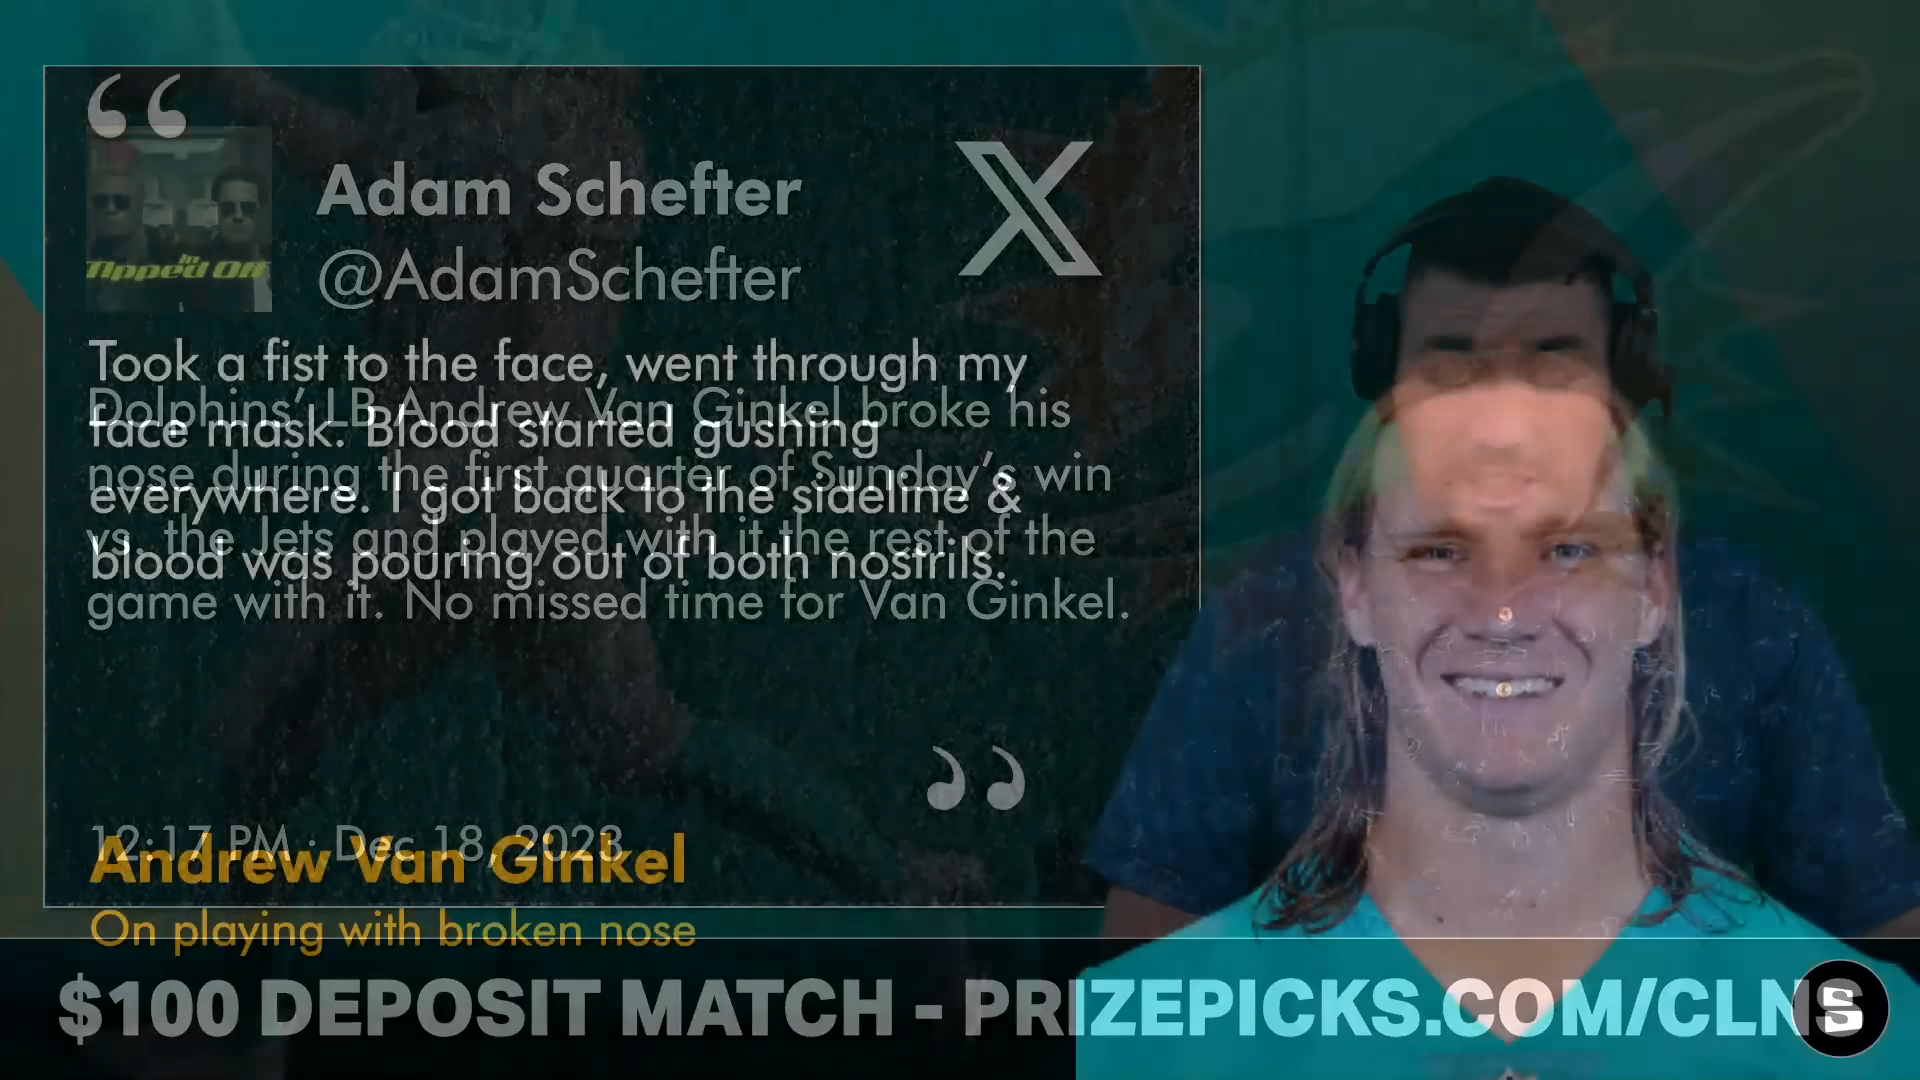 “
In
Tipped Off
Adam Schefter
@AdamSchefter
X
Took a fist to the face, went through my
face mask. Blood started gushing
everywhere. I got back to the sideline &
blood was pouring out of both nostrils.
Dolphins’ LB Andrew Van Ginkel broke his
nose during the first quarter of Sunday’s win
vs. the Jets and played with it the rest of the
game with it. No missed time for Van Ginkel.
”
12:17 PM · Dec 18, 2023
Andrew Van Ginkel
On playing with broken nose
$100 DEPOSIT MATCH - PRIZEPICKS.COM/CLNS
S